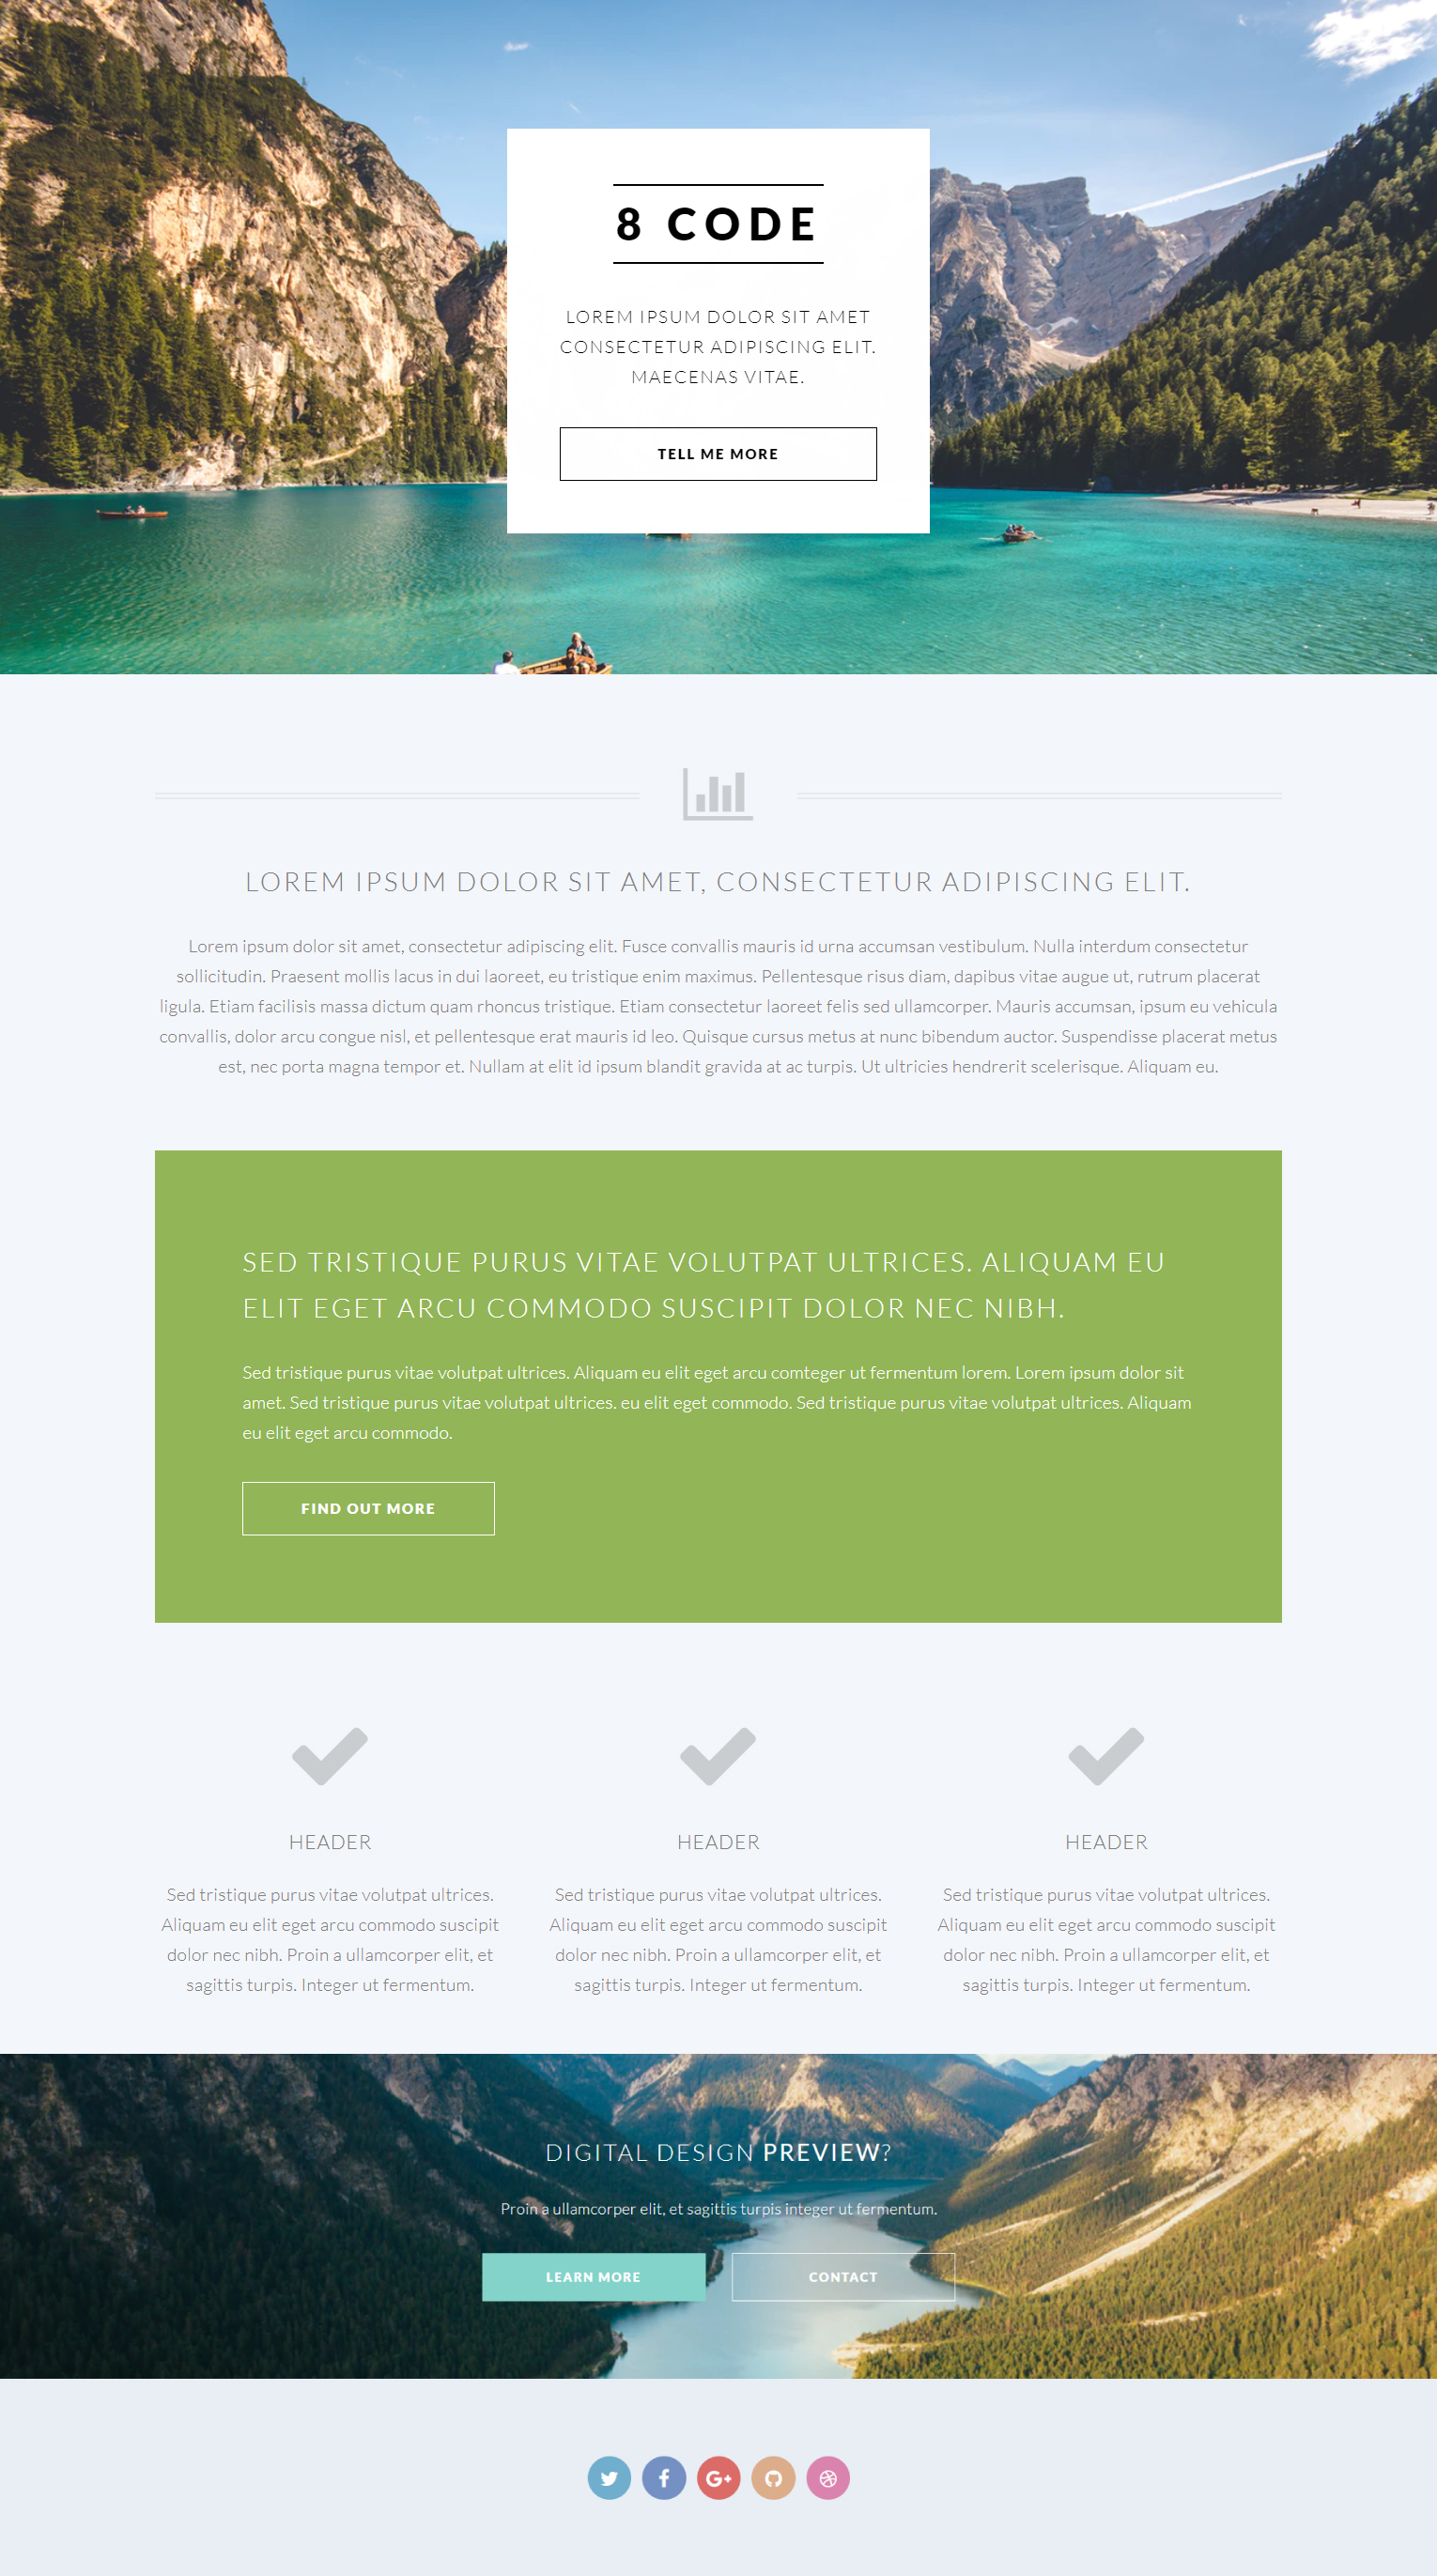 8 CODE
LOREM IPSUM DOLOR SIT AMET
CONSECTETUR ADIPISCING ELIT.
MAECENAS VITAE.
TELL ME MORE
LOREM IPSUM DOLOR SIT AMET, CONSECTETUR ADIPISCING ELIT.
Lorem ipsum dolor sit amet, consectetur adipiscing elit. Fusce convallis mauris id urna accumsan vestibulum. Nulla interdum consectetur
sollicitudin. Praesent mollis lacus in dui laoreet, eu tristique enim maximus. Pellentesque risus diam, dapibus vitae augue ut, rutrum placerat
ligula. Etiam facilisis massa dictum quam rhoncus tristique. Etiam consectetur laoreet felis sed ullamcorper. Mauris accumsan, ipsum eu vehicula
convallis, dolor arcu congue nisl, et pellentesque erat mauris id leo. Quisque cursus metus at nunc bibendum auctor. Suspendisse placerat metus
est, nec porta magna tempor et. Nullam at elit id ipsum blandit gravida at ac turpis. Ut ultricies hendrerit scelerisque. Aliquam eu.
SED TRISTIQUE PURUS VITAE VOLUTPAT ULTRICES. ALIQUAM EU
ELIT EGET ARCU COMMODO SUSCIPIT DOLOR NEC NIBH.
Sed tristique purus vitae volutpat ultrices. Aliquam eu elit eget arcu comteger ut fermentum lorem. Lorem ipsum dolor sit
amet. Sed tristique purus vitae volutpat ultrices. eu elit eget commodo. Sed tristique purus vitae volutpat ultrices. Aliquam
eu elit eget arcu commodo.
FIND OUT MORE
HEADER
Sed tristique purus vitae volutpat ultrices.
Aliquam eu elit eget arcu commodo suscipit
dolor nec nibh. Proin a ullamcorper elit, et
sagittis turpis. Integer ut fermentum.
HEADER
Sed tristique purus vitae volutpat ultrices.
Aliquam eu elit eget arcu commodo suscipit
dolor nec nibh. Proin a ullamcorper elit, et
sagittis turpis. Integer ut fermentum.
HEADER
Sed tristique purus vitae volutpat ultrices.
Aliquam eu elit eget arcu commodo suscipit
dolor nec nibh. Proin a ullamcorper elit, et
sagittis turpis. Integer ut fermentum.
DIGITAL DESIGN PREVIEW?
Proin a ullamcorper elit, et sagittis turpis integer ut fermentum.
LEARN MORE
CONTACT